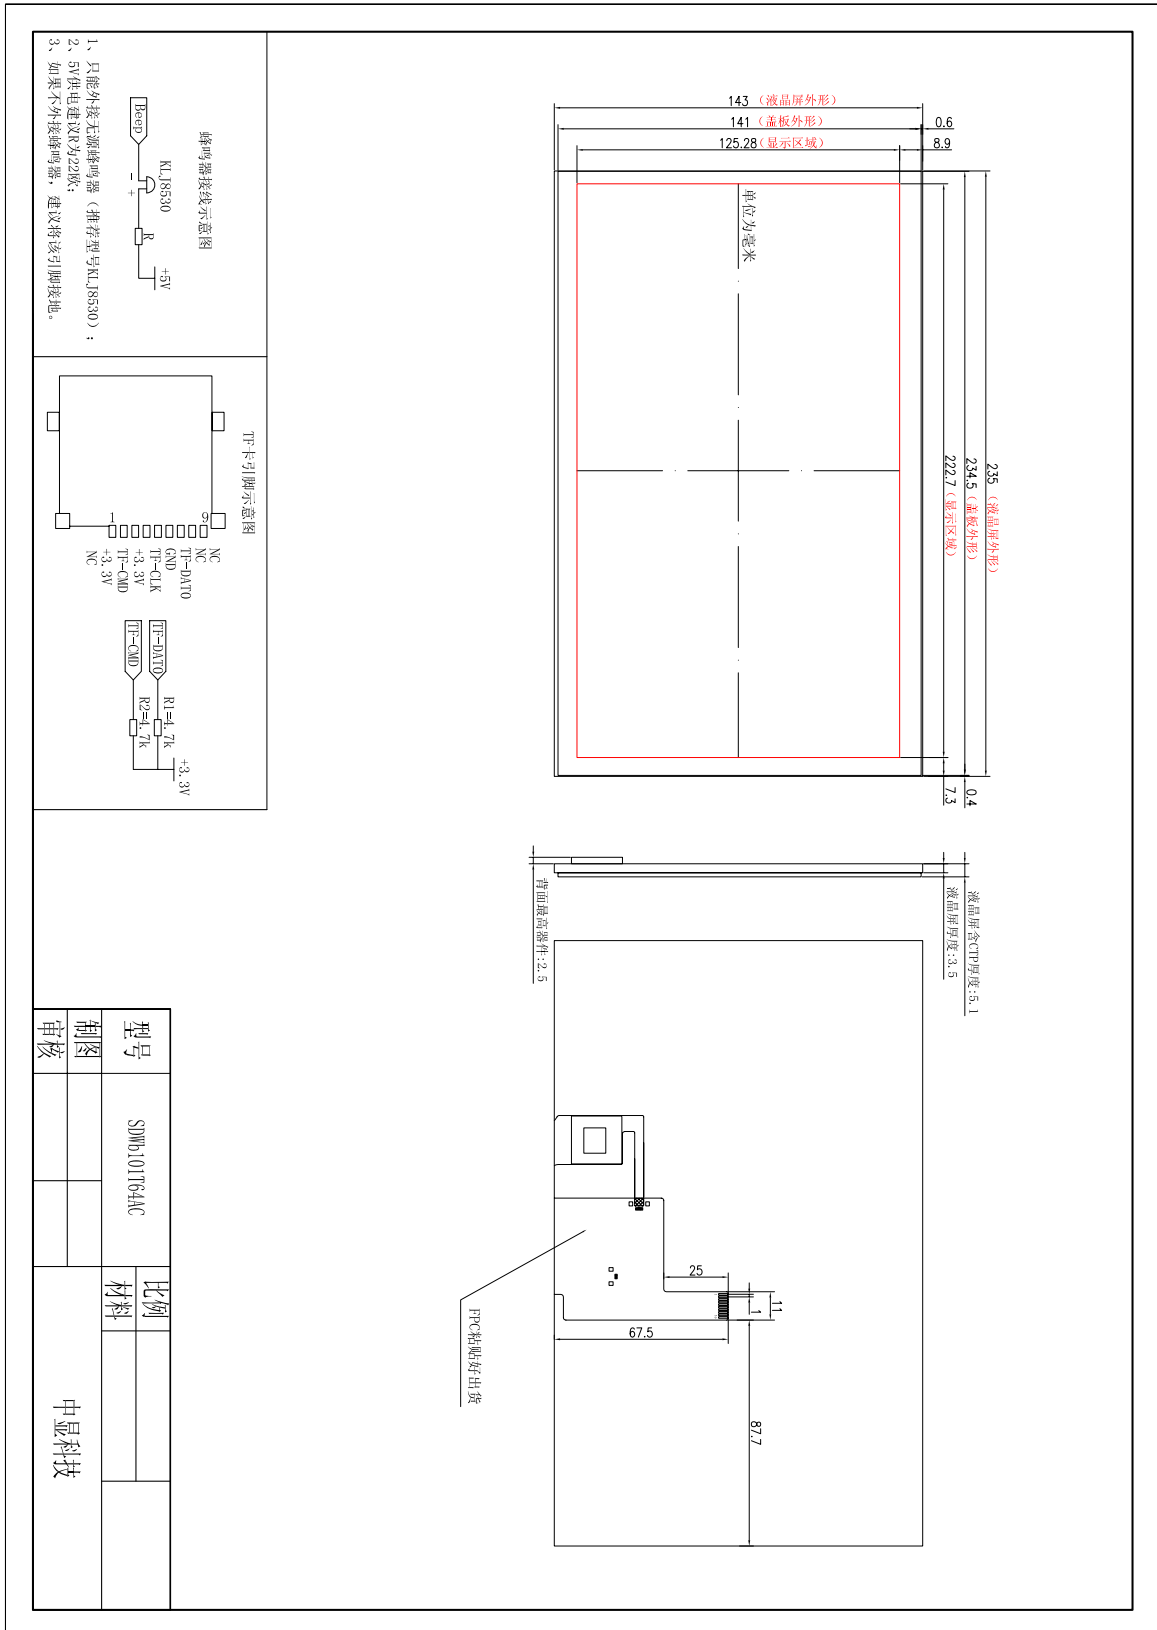 143 (液晶屏外形)
141 (盖板外形)
125.28 (显示区域)
0.6
8.9
单位为毫米
235 (液晶屏外形)
234.5 (盖板外形)
222.7 (显示区域)
0.4
7.3
蜂鸣器接线示意图
Beep
KLJ8530
-
+
R
+5V
1、只能外接无源蜂鸣器（推荐型号KLJ8530）;
2、5V供电建议R为22欧;
3、如果不外接蜂鸣器，建议将该引脚接地。
TF卡引脚示意图
9
1
NC
NC
TF-DAT0
GND
TF-CLK
+3.3V
TF-CMD
+3.3V
NC
TF-DAT0
TF-CMD
R1=4.7k
R2=4.7k
+3.3V
液晶屏含CTP厚度:5.1
液晶屏厚度:3.5
背面最高器件:2.5
25
11
1
67.5
87.7
FPC粘贴好出货
型号
SDWb101T64AC
制图
审核
比例
材料
中显科技